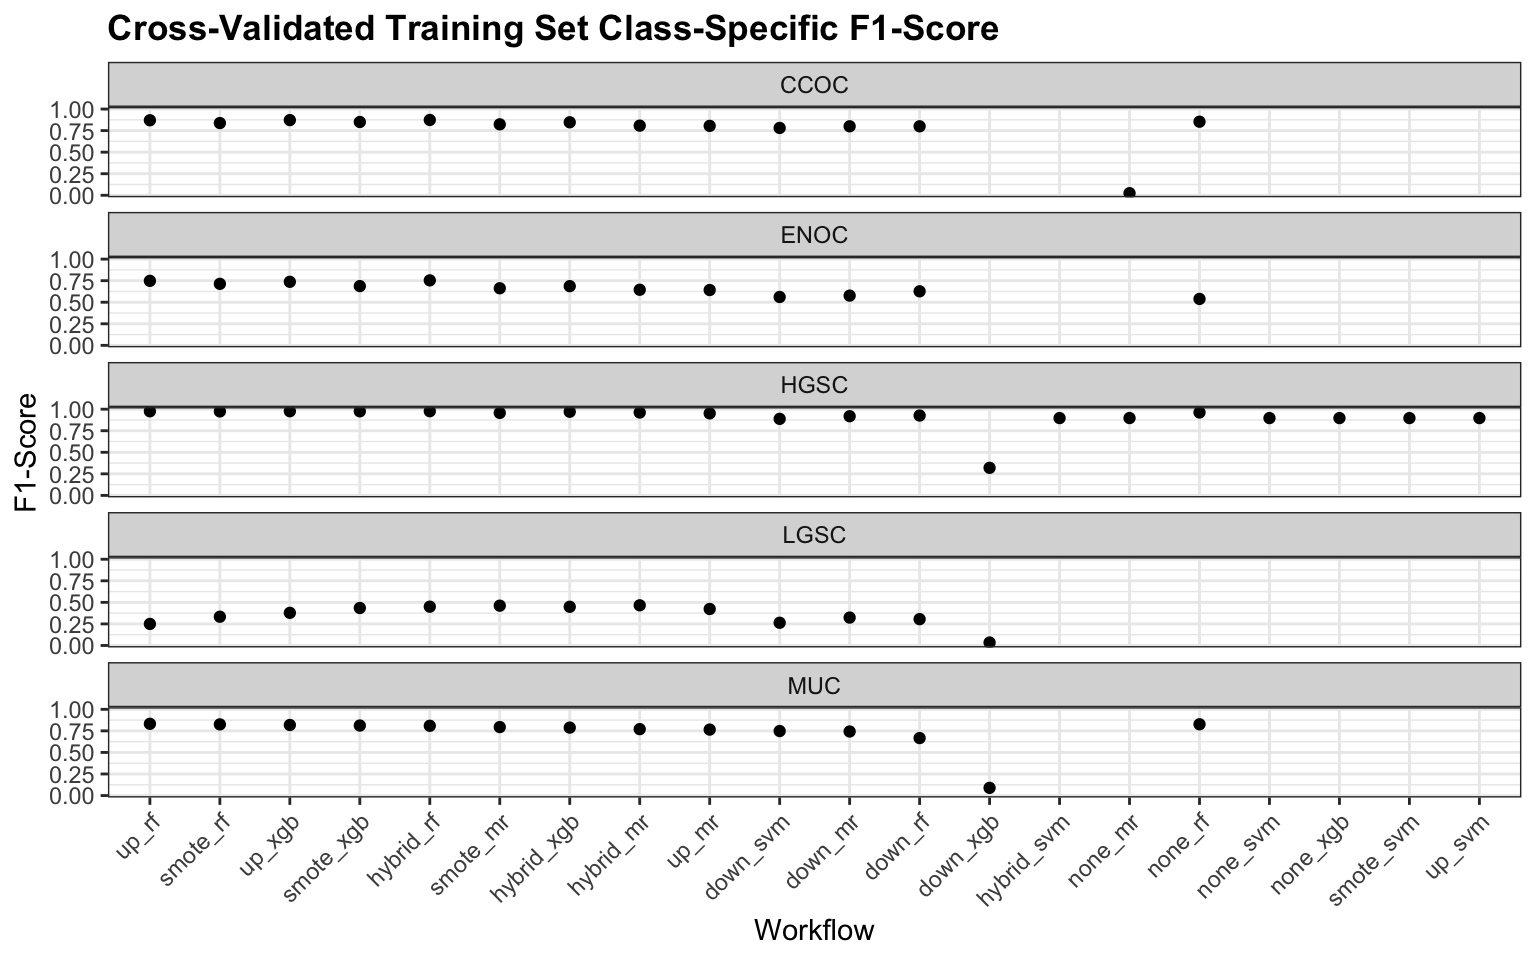 Cross-Validated Training Set Class-Specific F1-Score
CCOC
1.00
0.75
0.50
0.25
0.00
ENOC
1.00
0.75
0.50
0.25
0.00
HGSC
1.00
0.75
0.50
0.25
0.00
LGSC
1.00
0.75
0.50
0.25
0.00
MUC
1.00
0.75
0.50
0.25
0.00
F1-Score
up_rf
smote_rf
up_xgb
smote_xgb
hybrid_rf
smote_mr
hybrid_xgb
hybrid_mr
up_mr
down_svm
down_mr
down_rf
down_xgb
hybrid_svm
none_mr
none_rf
none_svm
none_xgb
smote_svm
up_svm
Workflow